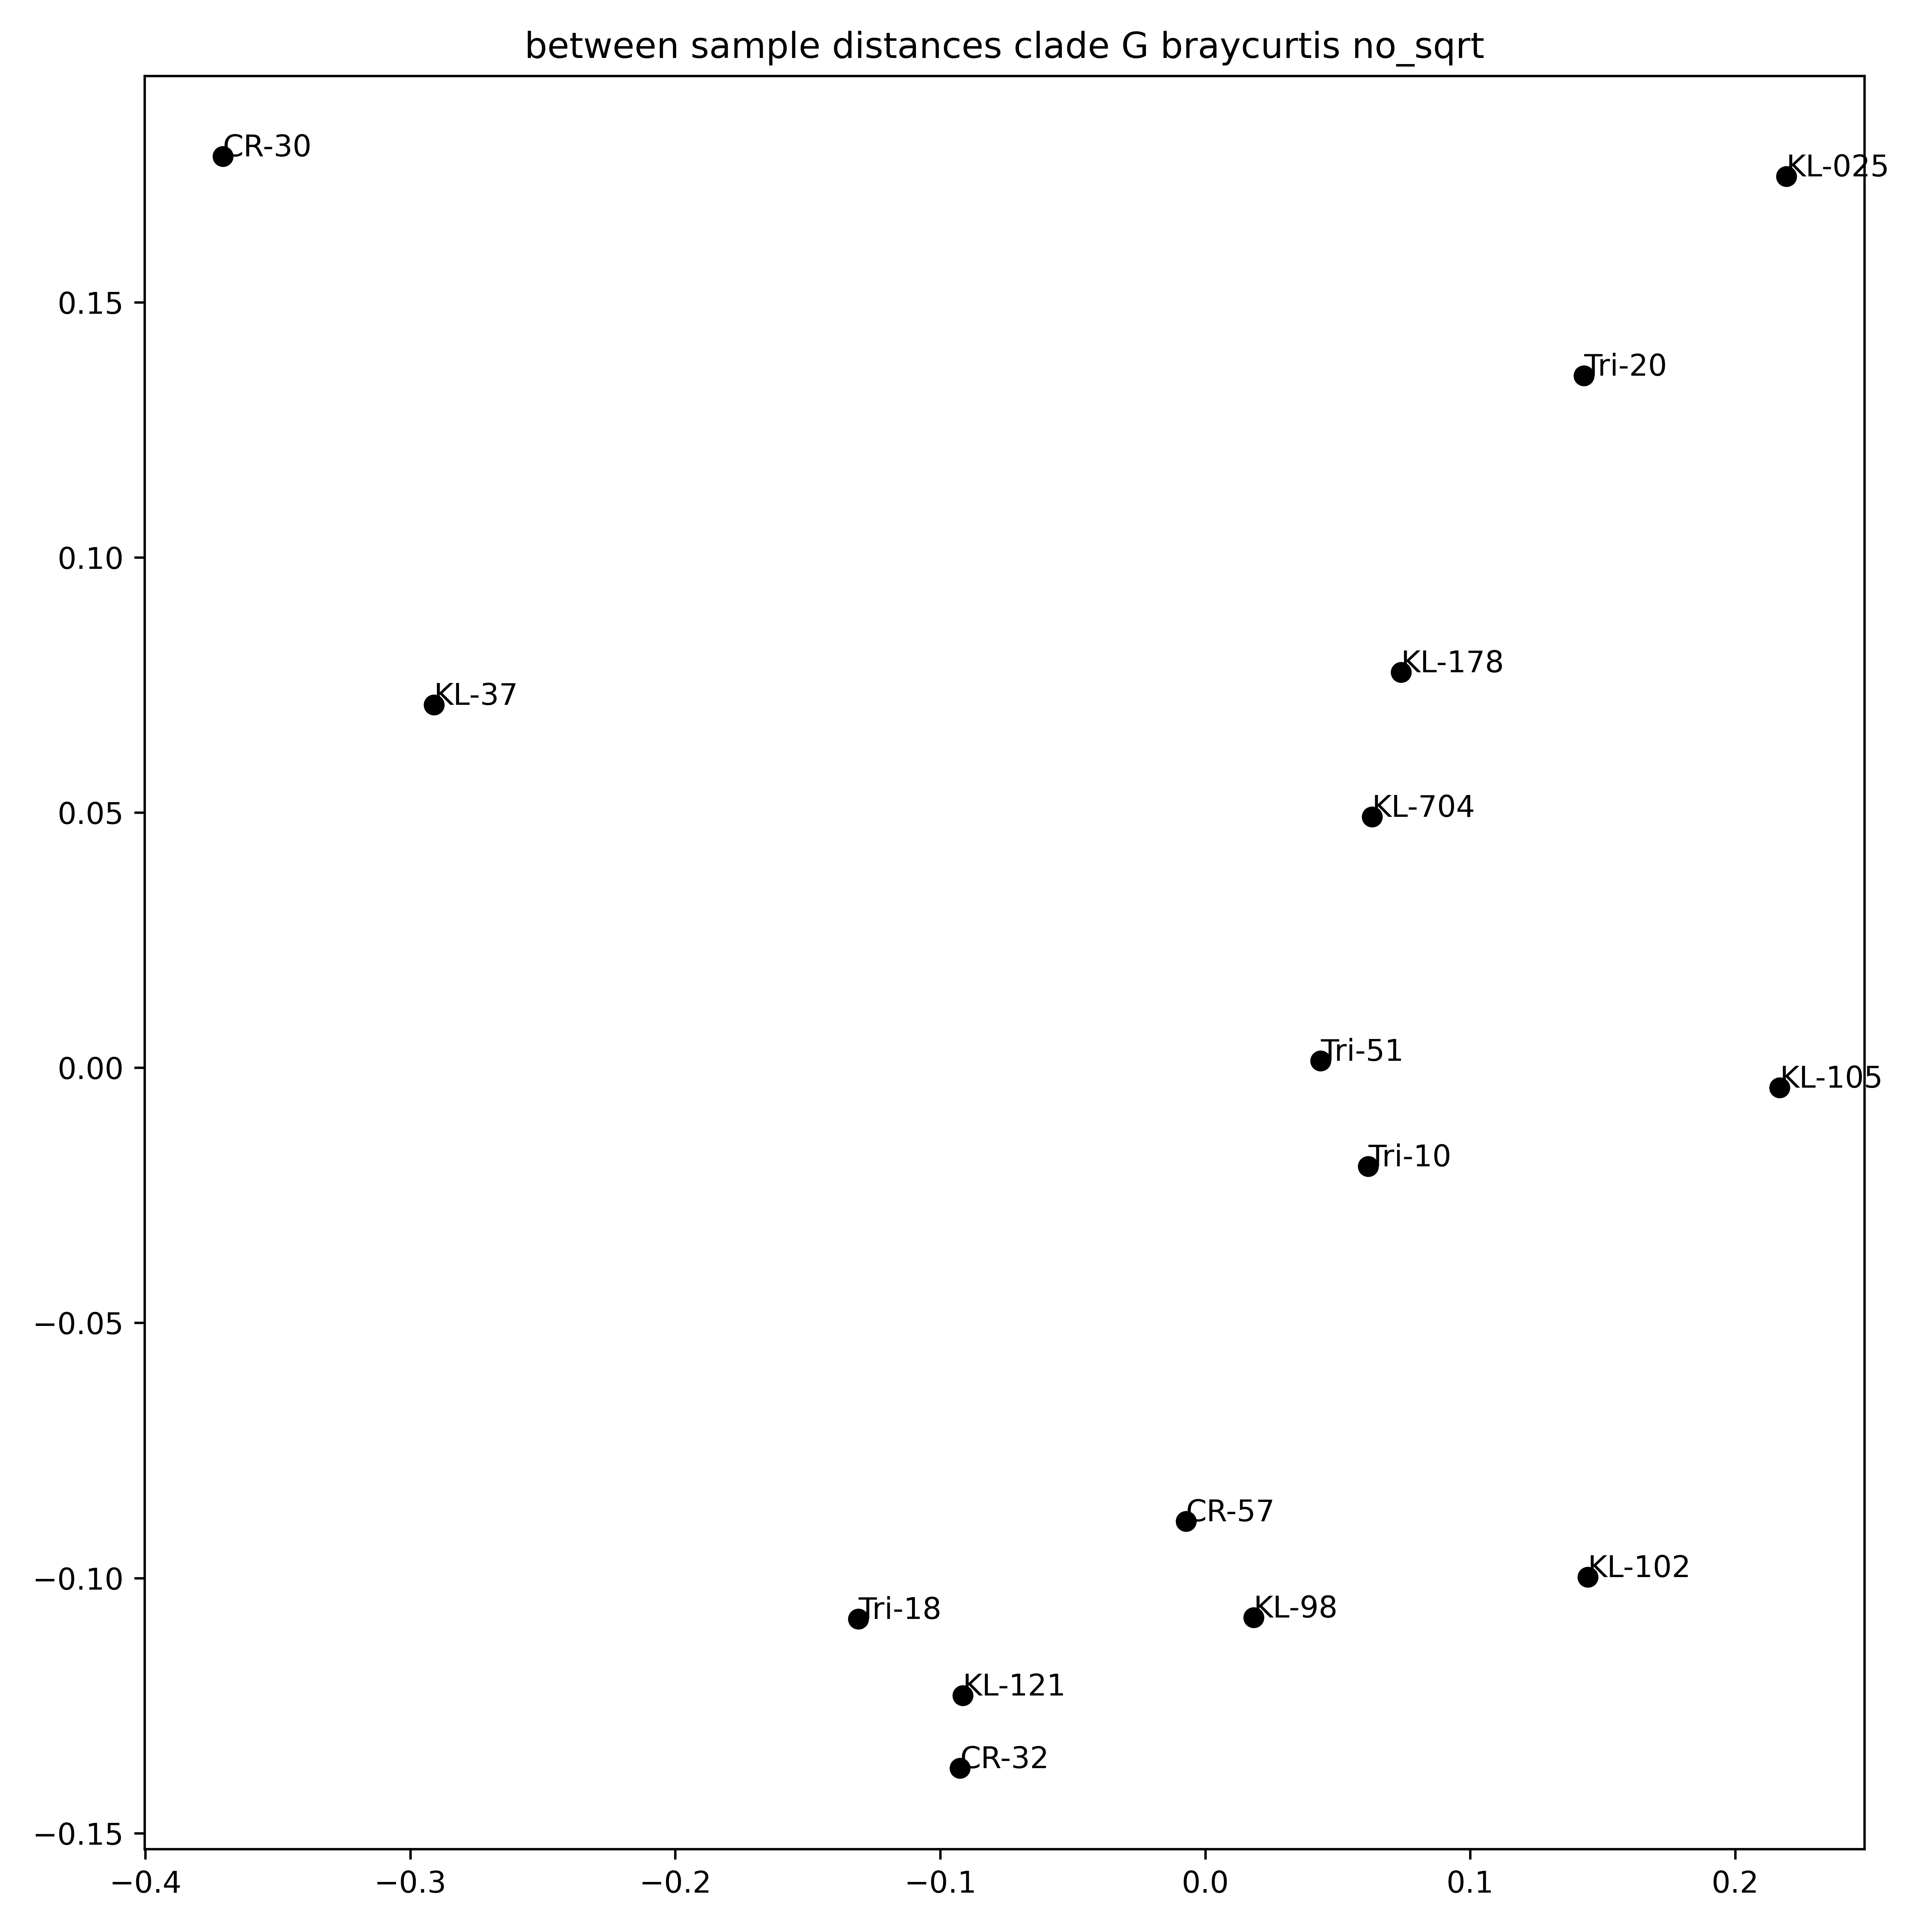 between sample distances clade G braycurtis no_sqrt
CR-30
KL-025
0.15
Tri-20
0.10
KL-178
KL-37
0.05
KL-704
Tri-51
0.00
KL-105
Tri-10
−0.05
CR-57
−0.10
KL-102
Tri-18
KL-98
KL-121
CR-32
−0.15
−0.4 −0.3 −0.2 −0.1 0.0 0.1 0.2